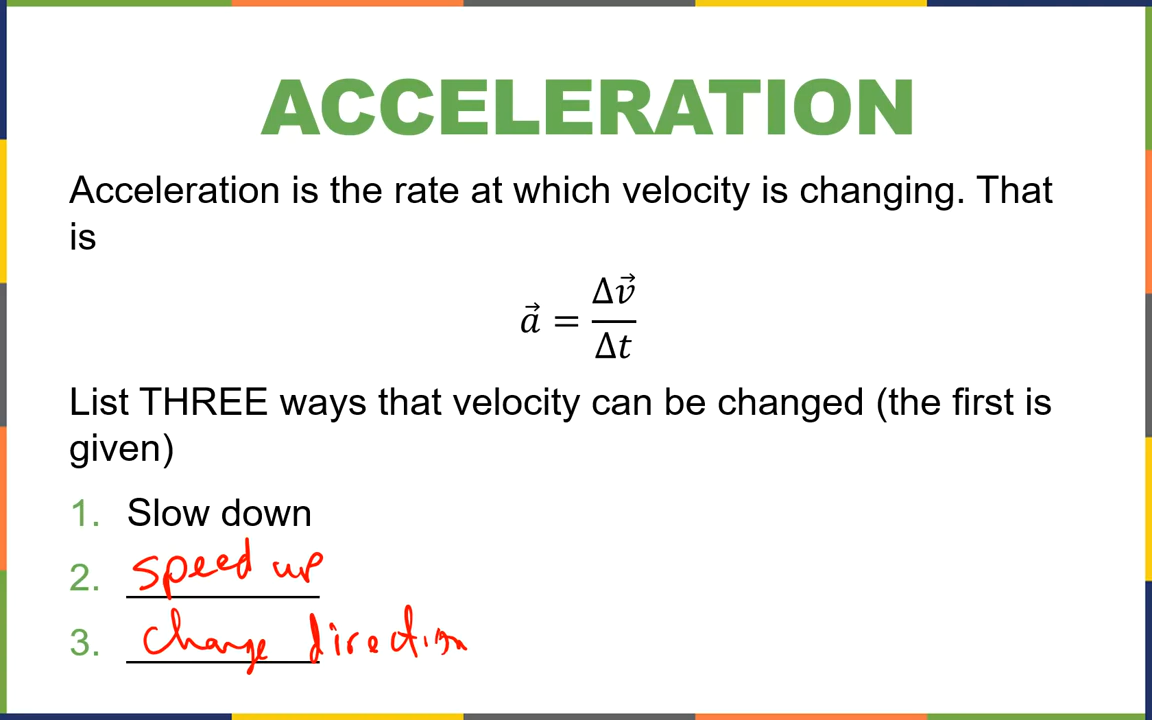 ACCELERATION
Acceleration is the rate at which velocity is changing. That
is
a⃗ = Δv⃗ / Δt
List THREE ways that velocity can be changed (the first is
given)
1. Slow down
2. speed up
3. change direction